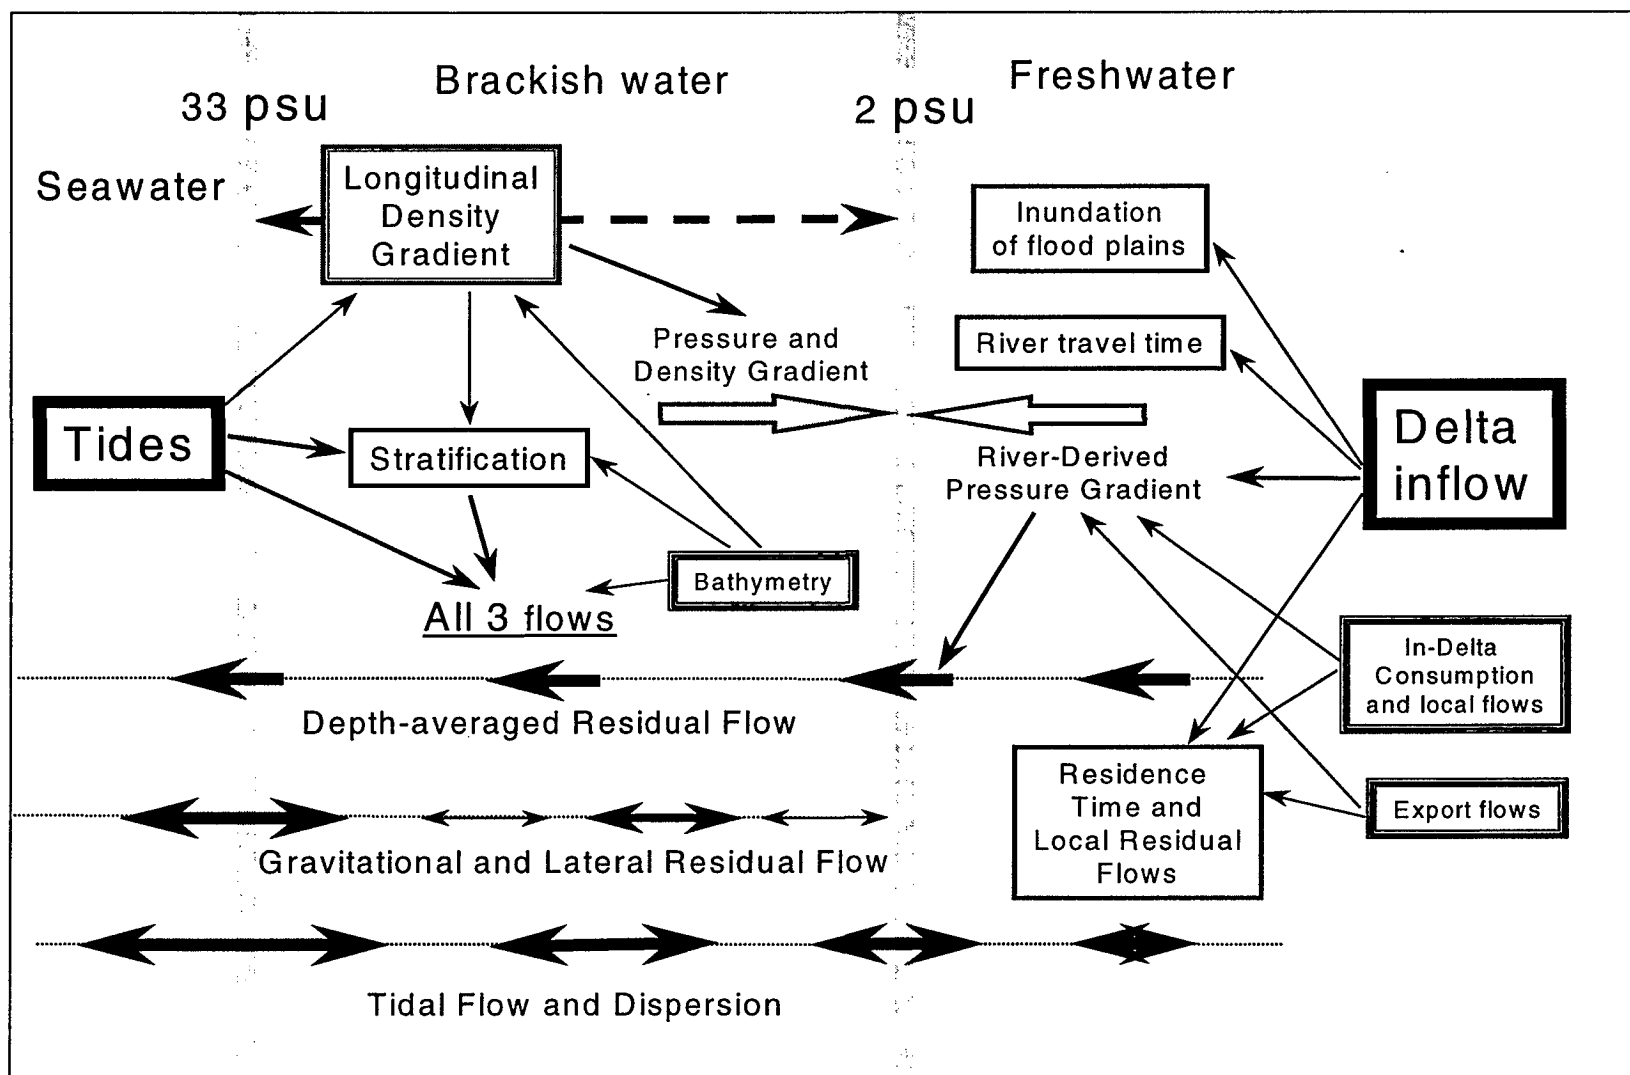 Brackish water
Freshwater
33 psu
2 psu
Seawater
Longitudinal
Density
Gradient
Inundation
of flood plains
Pressure and
Density Gradient
River travel time
Tides
Stratification
Delta
inflow
River-Derived
Pressure Gradient
Bathymetry
All 3 flows
In-Delta
Consumption
and local flows
Depth-averaged Residual Flow
Residence
Time and
Local Residual
Flows
Export flows
Gravitational and Lateral Residual Flow
Tidal Flow and Dispersion